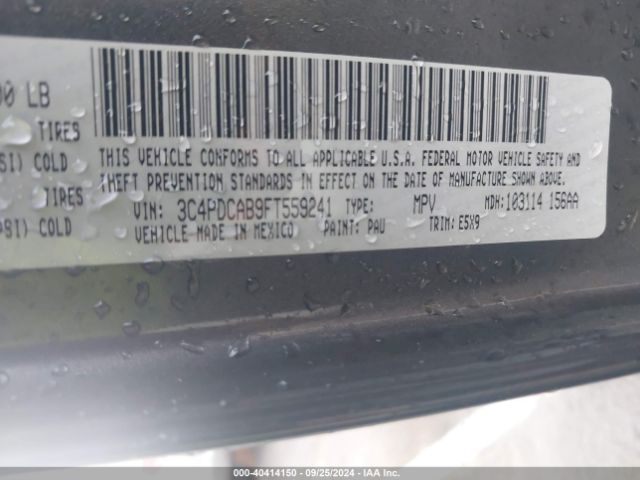 00 LB
TIRES
SI) COLD
TIRES
PSI) COLD
THIS VEHICLE CONFORMS TO ALL APPLICABLE U.S.A. FEDERAL MOTOR VEHICLE SAFETY AND
THEFT PREVENTION STANDARDS IN EFFECT ON THE DATE OF MANUFACTURE SHOWN ABOVE.
VIN: 3C4PDCAB9FT559241 TYPE: MPV MDH: 103114 156AA
VEHICLE MADE IN MEXICO PAINT: PAU TRIM: E5X9
000-40414150 | 09/25/2024 | IAA Inc.